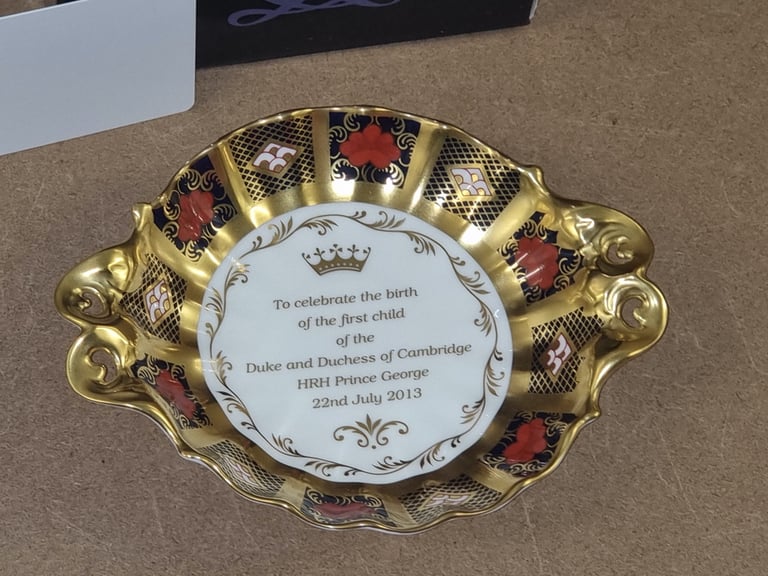 To celebrate the birth
of the first child
of the
Duke and Duchess of Cambridge
HRH Prince George
22nd July 2013